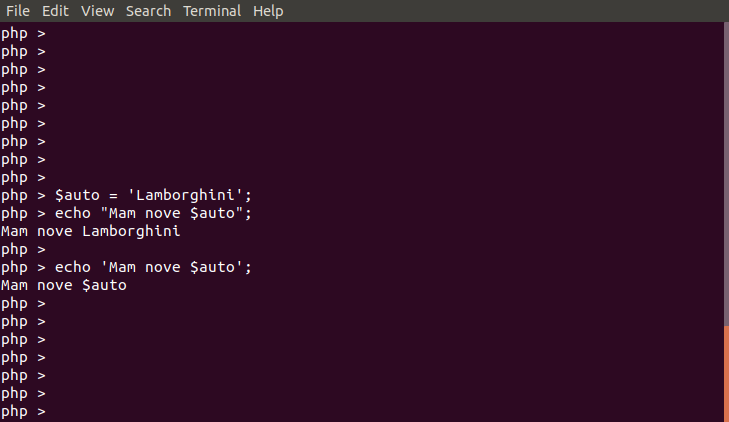 File Edit View Search Terminal Help
php >
php >
php >
php >
php >
php >
php >
php >
php >
php > $auto = 'Lamborghini';
php > echo "Mam nove $auto";
Mam nove Lamborghini
php >
php > echo 'Mam nove $auto';
Mam nove $auto
php >
php >
php >
php >
php >
php >
php >